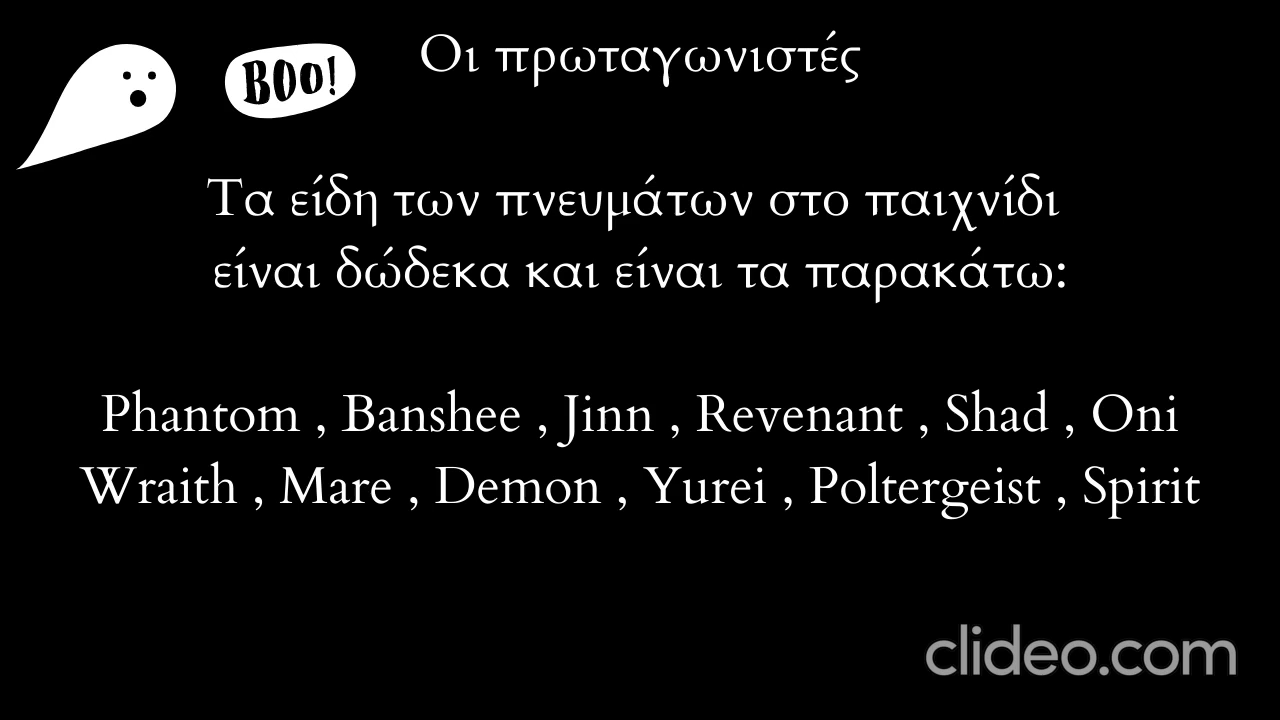 BOO!
Οι πρωταγωνιστές
Τα είδη των πνευμάτων στο παιχνίδι
είναι δώδεκα και είναι τα παρακάτω:
Phantom , Banshee , Jinn , Revenant , Shad , Oni
Wraith , Mare , Demon , Yurei , Poltergeist , Spirit
clideo.com